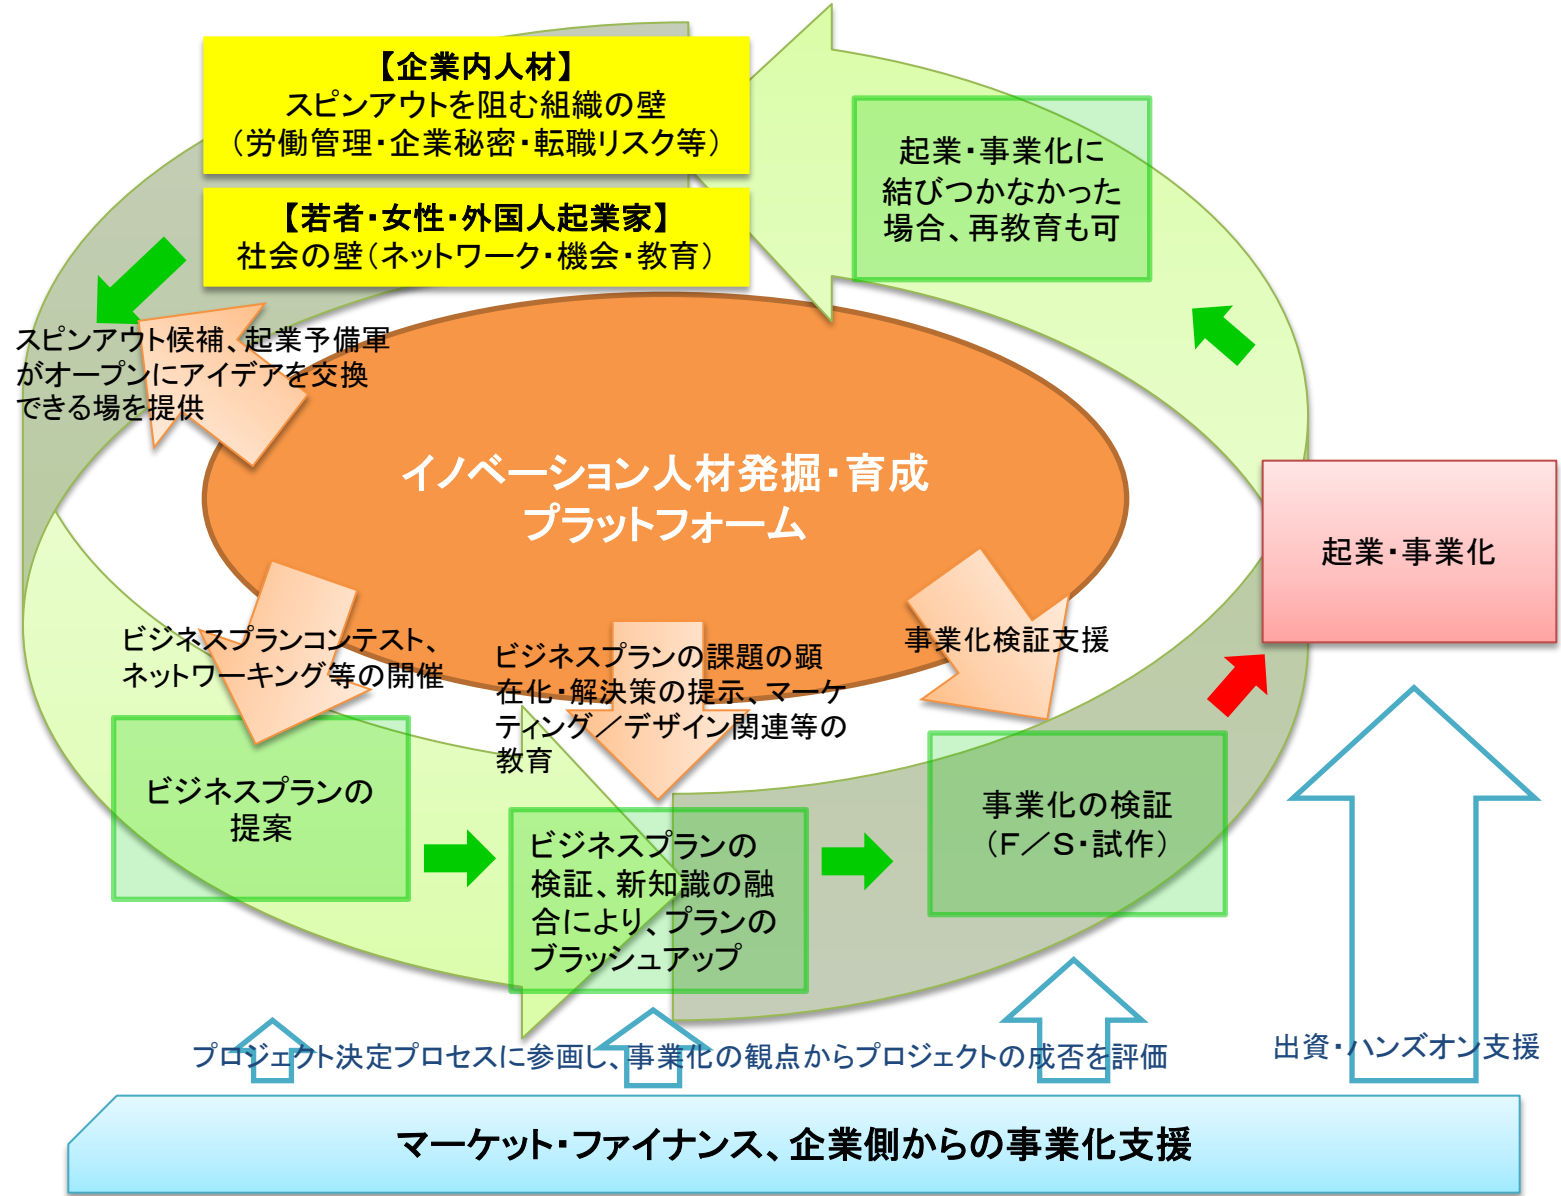 【企業内人材】
スピンアウトを阻む組織の壁
（労働管理・企業秘密・転職リスク等）
【若者・女性・外国人起業家】
社会の壁（ネットワーク・機会・教育）
起業・事業化に
結びつかなかった
場合、再教育も可
スピンアウト候補、起業予備軍
がオープンにアイデアを交換
できる場を提供
イノベーション人材発掘・育成
プラットフォーム
起業・事業化
ビジネスプランコンテスト、
ネットワーキング等の開催
ビジネスプランの課題の顕
在化・解決策の提示、マーケ
ティング／デザイン関連等の
教育
事業化検証支援
ビジネスプランの
提案
ビジネスプランの
検証、新知識の融
合により、プランの
ブラッシュアップ
事業化の検証
（Ｆ／Ｓ・試作）
プロジェクト決定プロセスに参画し、事業化の観点からプロジェクトの成否を評価
出資・ハンズオン支援
マーケット・ファイナンス、企業側からの事業化支援